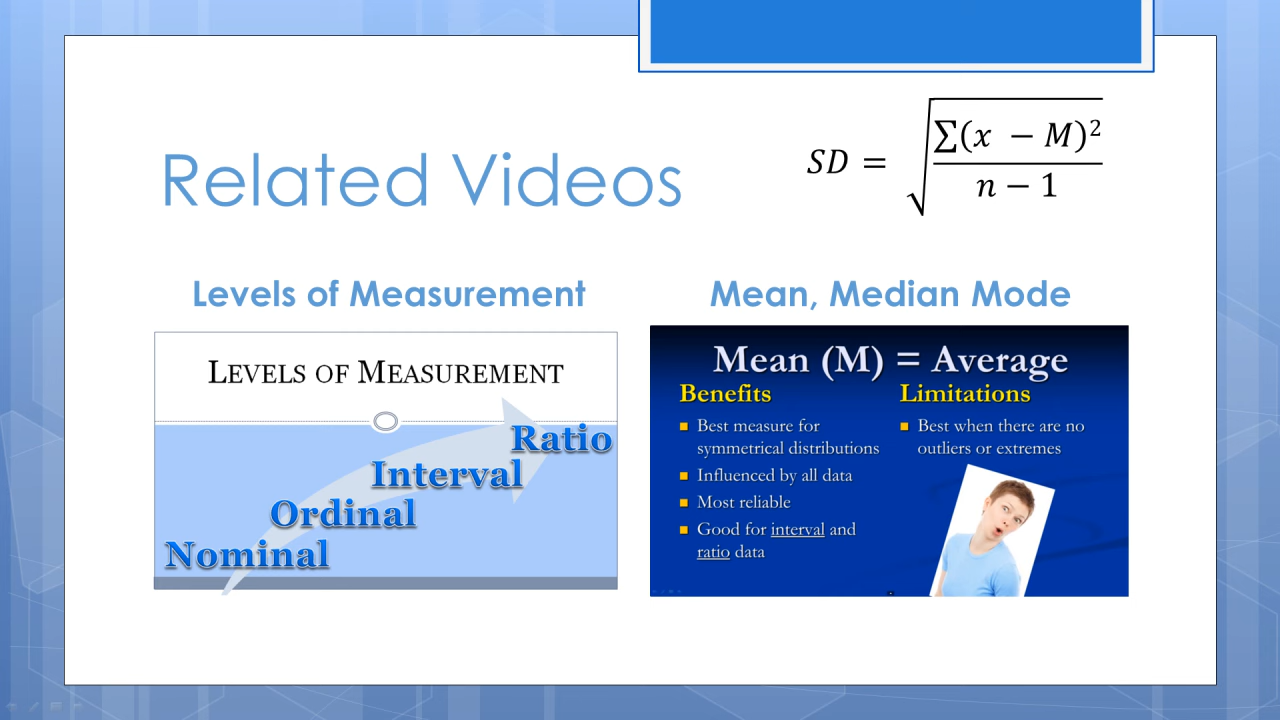 Related Videos
SD = √(∑(x − M)² / (n − 1))
Levels of Measurement
LEVELS OF MEASUREMENT
Ratio
Interval
Ordinal
Nominal
Mean, Median Mode
Mean (M) = Average
Benefits
Best measure for
symmetrical distributions
Influenced by all data
Most reliable
Good for interval and
ratio data
Limitations
Best when there are no
outliers or extremes